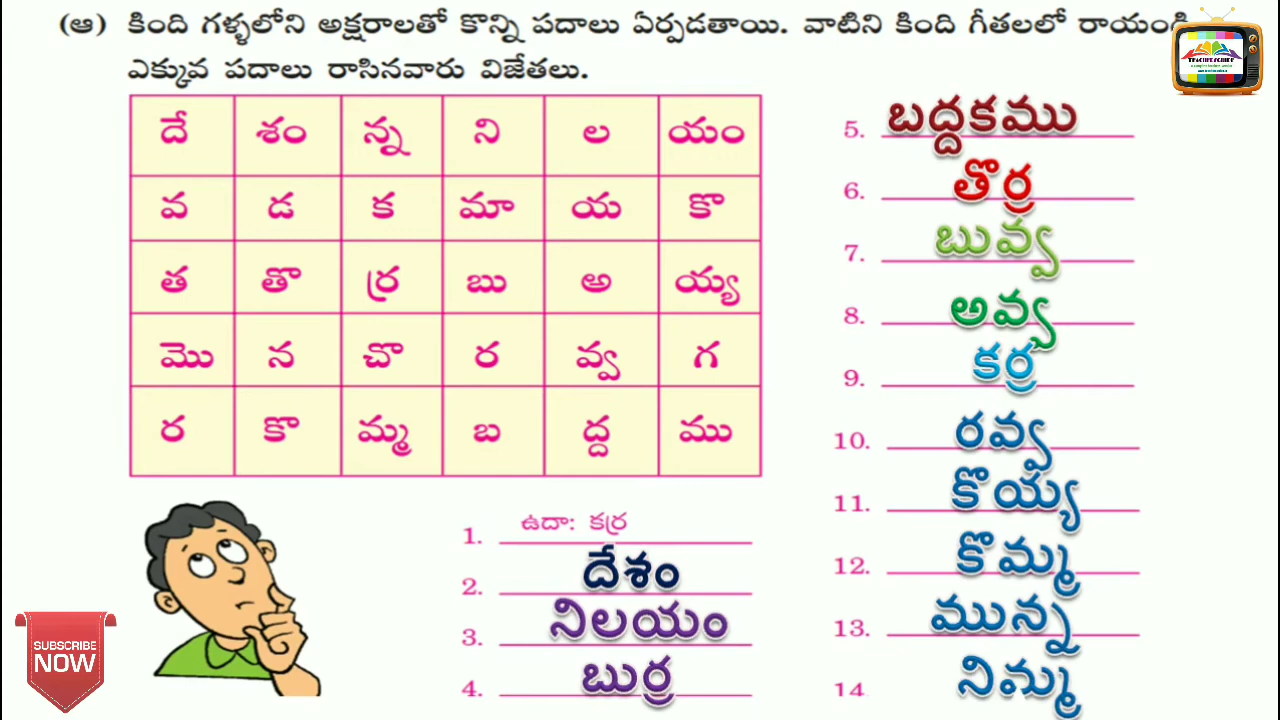 (ఆ) కింది గళ్ళలోని అక్షరాలతో కొన్ని పదాలు ఏర్పడతాయి. వాటిని కింది గీతలలో రాయండి
ఎక్కువ పదాలు రాసినవారు విజేతలు.
దే శం న్న ని ల యం
వ డ క మా య కొ
త తొ ర్ర బు అ య్య
మొ న చొ ర వ్వ గ
ర కొ మ్మ బ ద్ద ము
1. ఉదా: కర్ర
2. దేశం
3. నిలయం
4. బుర్ర
5. బద్దకము
6. తొర్ర
7. బువ్వ
8. అవ్వ
9. కర్ర
10. రవ్వ
11. కొయ్య
12. కొమ్మ
13. మున్న
14 నిమ్మ
SUBSCRIBE
NOW